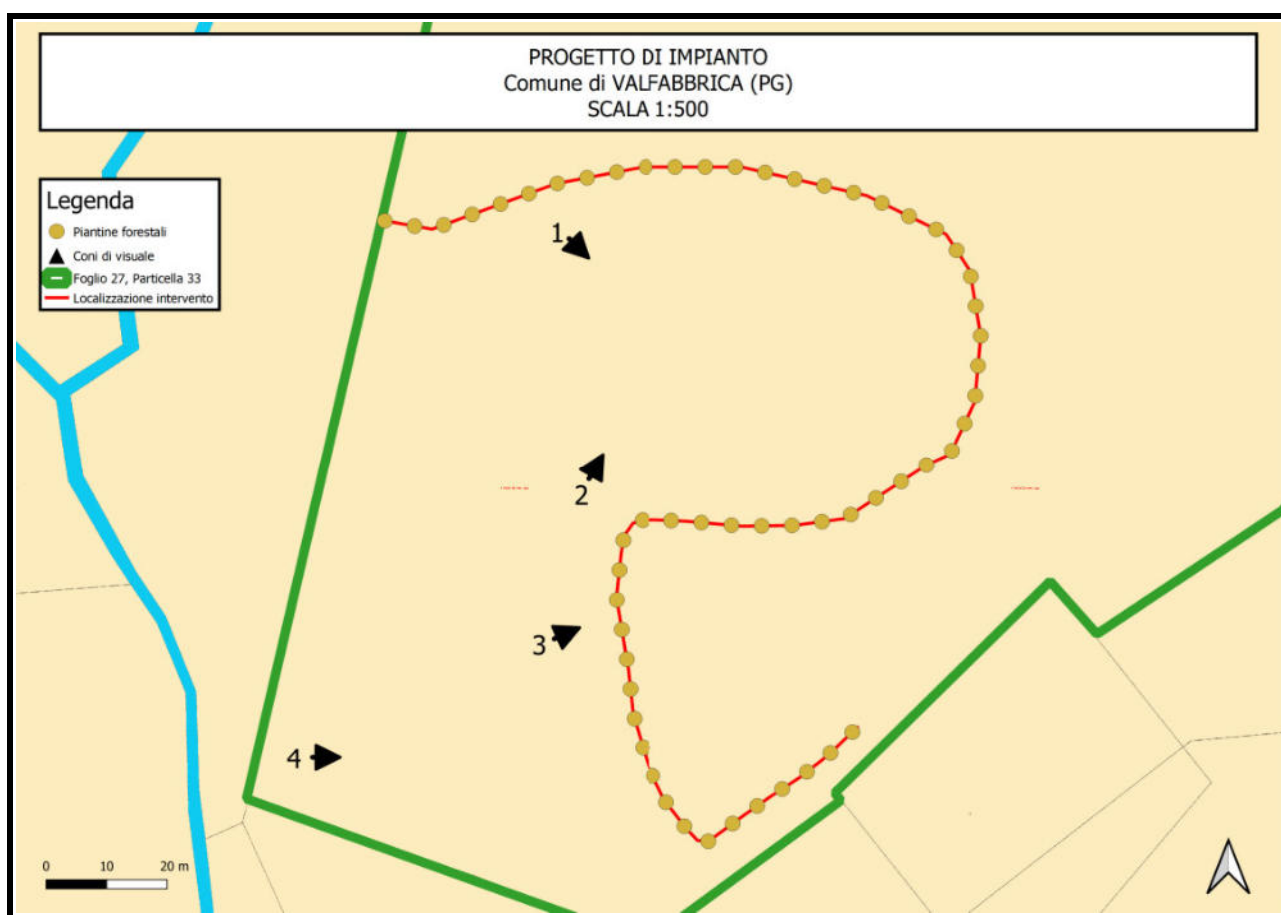 PROGETTO DI IMPIANTO
Comune di VALFABBRICA (PG)
SCALA 1:500
Legenda
Piantine forestali
Coni di visuale
Foglio 27, Particella 33
Localizzazione intervento
1
2
3
4
0 10 20 m